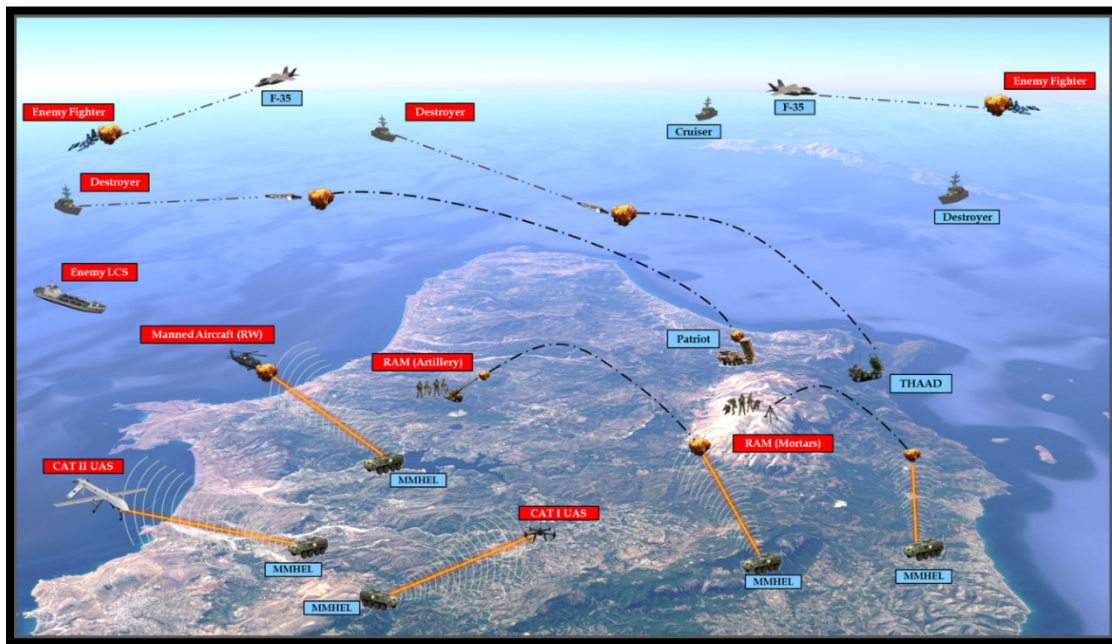 Enemy Fighter
F-35
Destroyer
Cruiser
F-35
Enemy Fighter
Destroyer
Destroyer
Enemy LCS
Manned Aircraft (RW)
RAM (Artillery)
Patriot
THAAD
RAM (Mortars)
CAT II UAS
MMHEL
CAT I UAS
MMHEL
MMHEL
MMHEL
MMHEL